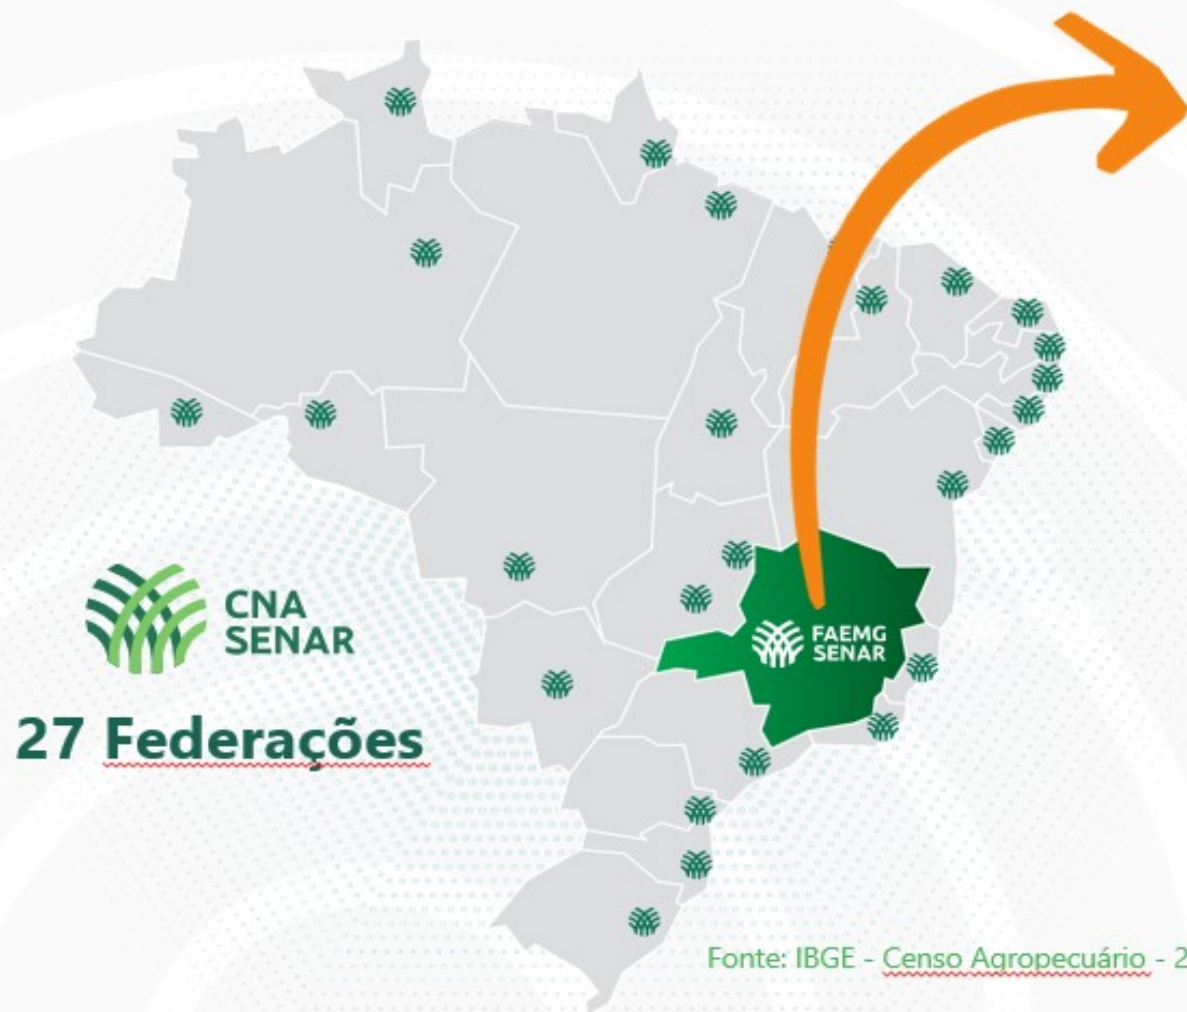 CNA
SENAR
27 Federações
FAEMG
SENAR
Fonte: IBGE - Censo Agropecuário - 2